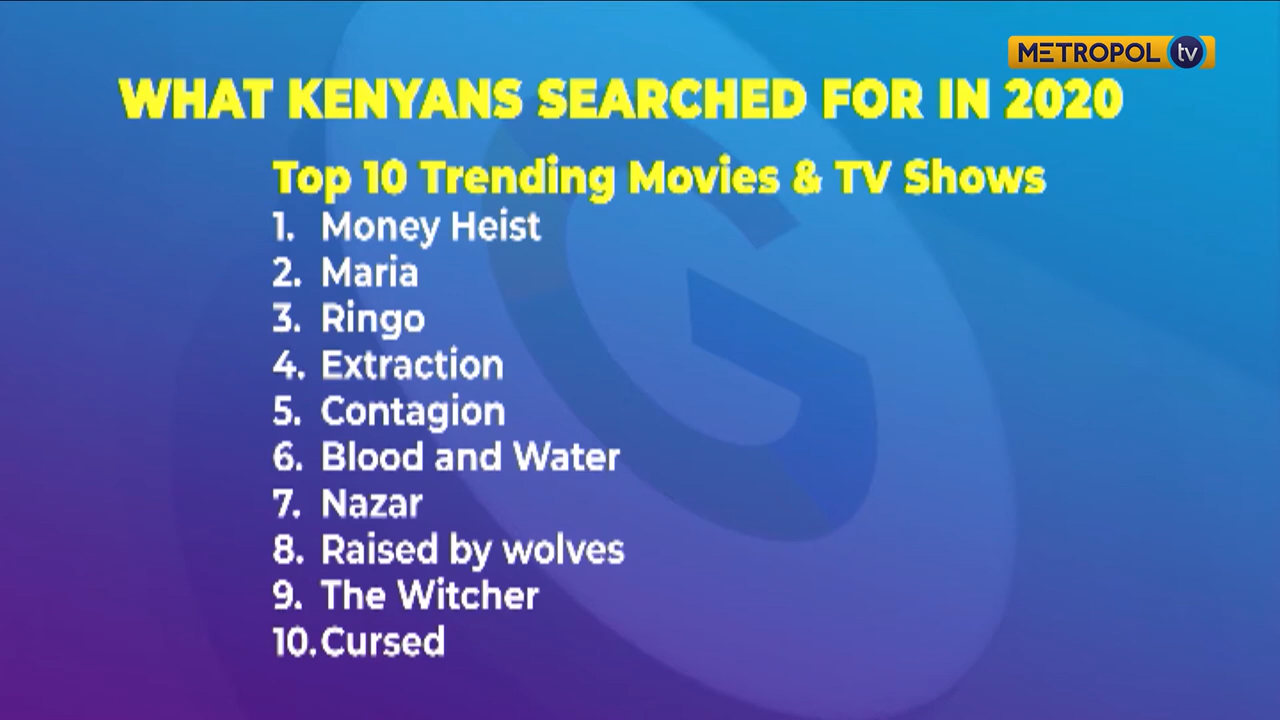 METROPOL tv
WHAT KENYANS SEARCHED FOR IN 2020
Top 10 Trending Movies & TV Shows
1. Money Heist
2. Maria
3. Ringo
4. Extraction
5. Contagion
6. Blood and Water
7. Nazar
8. Raised by wolves
9. The Witcher
10. Cursed